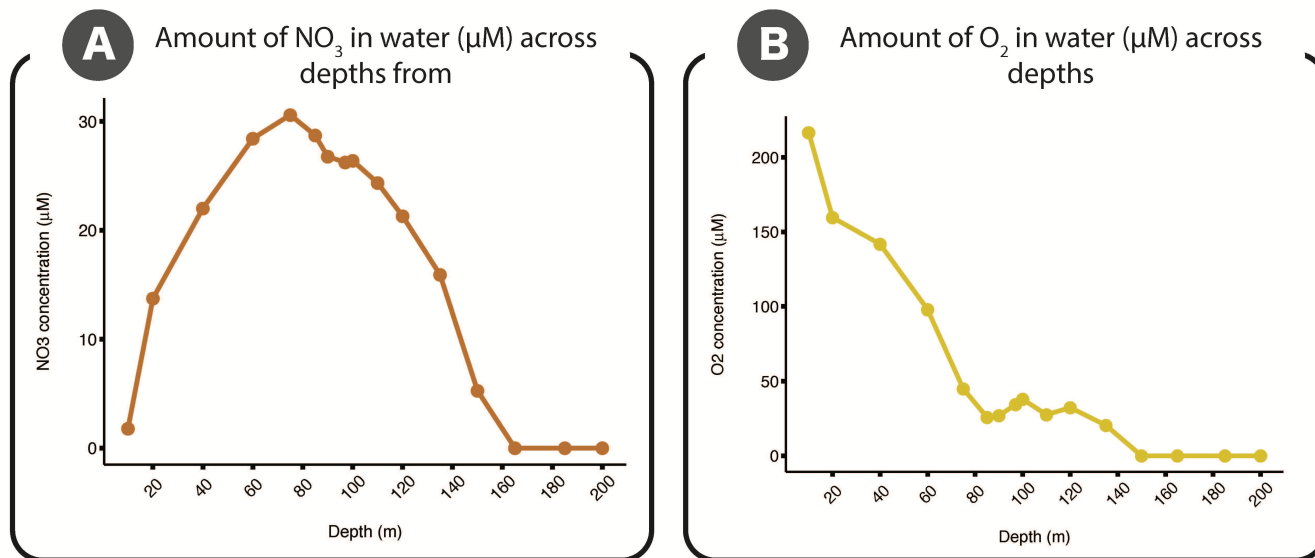 A
Amount of NO3 in water (μM) across
depths from
NO3 concentration (μM)
30
20
10
0
20
40
60
80
100
120
140
160
180
200
Depth (m)
B
Amount of O2 in water (μM) across
depths
O2 concentration (μM)
200
150
100
50
0
20
40
60
80
100
120
140
160
180
200
Depth (m)